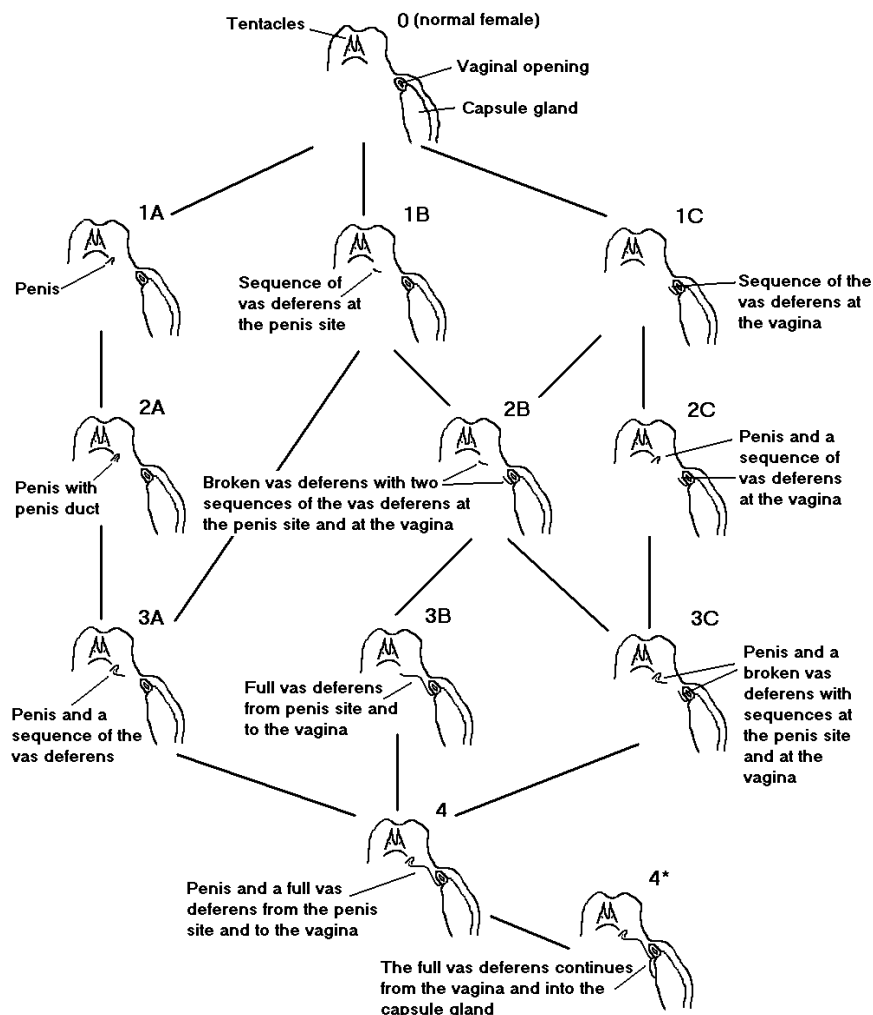 0 (normal female)
Tentacles
Vaginal opening
Capsule gland
1A
1B
1C
Penis
Sequence of
vas deferens at
the penis site
Sequence of the
vas deferens at
the vagina
2A
2B
2C
Penis with
penis duct
Broken vas deferens with two
sequences of the vas deferens
at the penis site and at the vagina
Penis and a
sequence of
vas deferens
at the vagina
3A
3B
3C
Penis and a
sequence of the
vas deferens
Full vas deferens
from penis site and
to the vagina
Penis and a
broken vas
deferens with
sequences at
the penis site
and at the
vagina
4
Penis and a full vas
deferens from the penis
site and to the vagina
4*
The full vas deferens continues
from the vagina and into the
capsule gland